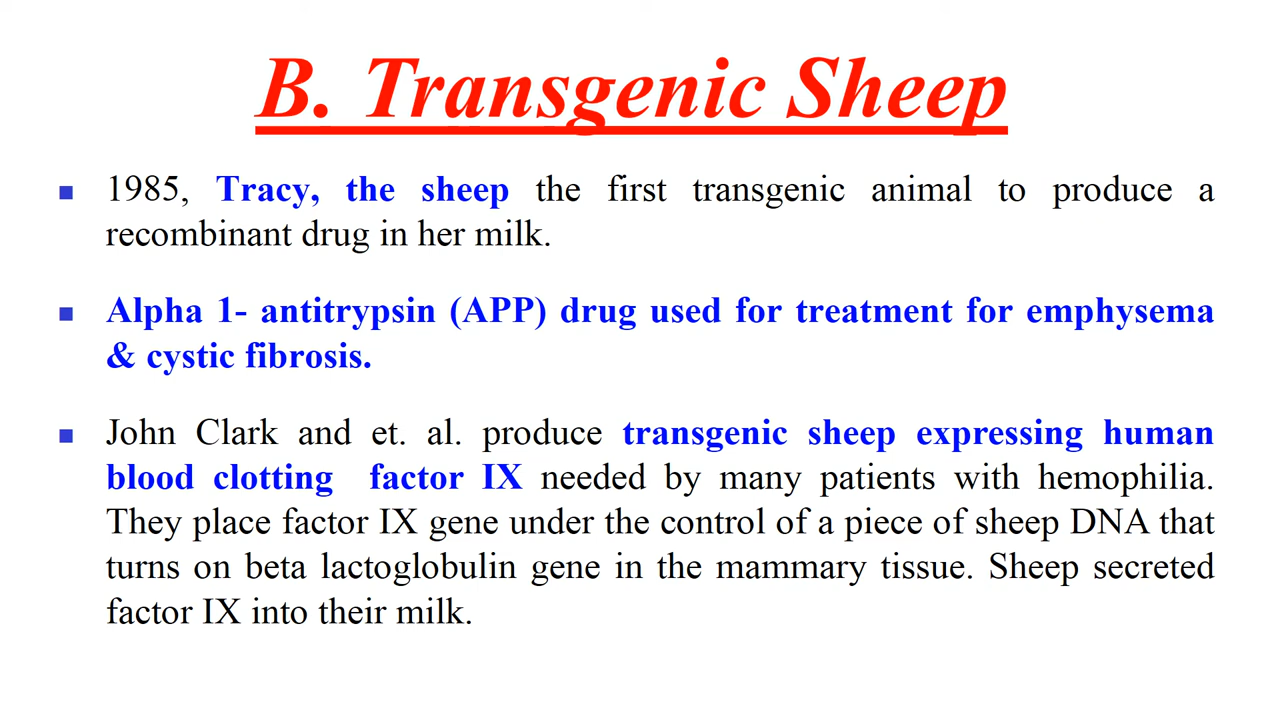 B. Transgenic Sheep
1985, Tracy, the sheep the first transgenic animal to produce a
recombinant drug in her milk.
Alpha 1- antitrypsin (APP) drug used for treatment for emphysema
& cystic fibrosis.
John Clark and et. al. produce transgenic sheep expressing human
blood clotting factor IX needed by many patients with hemophilia.
They place factor IX gene under the control of a piece of sheep DNA that
turns on beta lactoglobulin gene in the mammary tissue. Sheep secreted
factor IX into their milk.